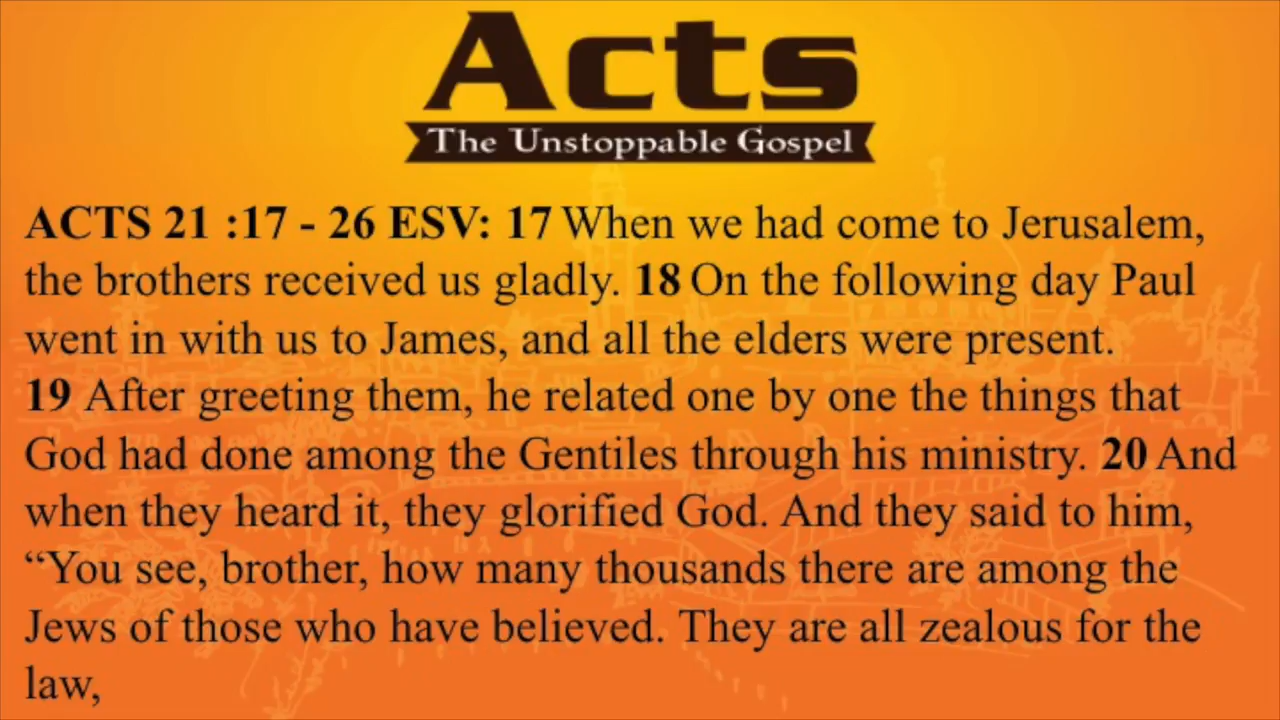 Acts
The Unstoppable Gospel
ACTS 21 :17 - 26 ESV: 17 When we had come to Jerusalem,
the brothers received us gladly. 18 On the following day Paul
went in with us to James, and all the elders were present.
19 After greeting them, he related one by one the things that
God had done among the Gentiles through his ministry. 20 And
when they heard it, they glorified God. And they said to him,
“You see, brother, how many thousands there are among the
Jews of those who have believed. They are all zealous for the
law,